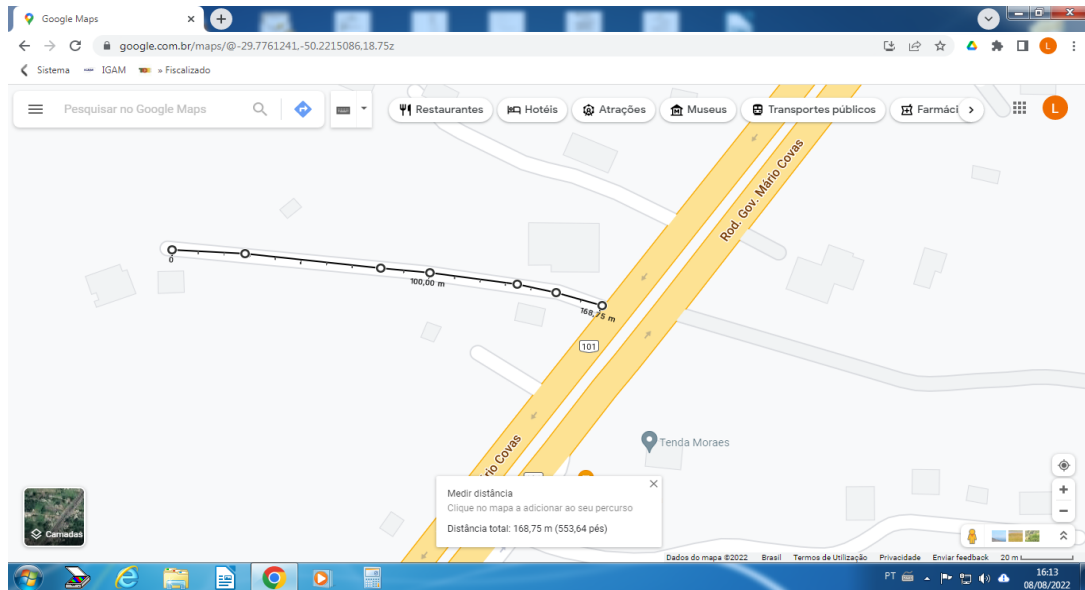 Google Maps
google.com.br/maps/@-29.7761241,-50.2215086,18.75z
L
Sistema
IGAM
» Fiscalizado
Pesquisar no Google Maps
Restaurantes
Hotéis
Atrações
Museus
Transportes públicos
Farmáci
L
Rod. Gov. Mário Covas
0
100,00 m
168,75 m
101
rio Covas
Tenda Moraes
Medir distância
Clique no mapa a adicionar ao seu percurso
Distância total: 168,75 m (553,64 pés)
Camadas
Dados do mapa ©2022 Brasil Termos de Utilização Privacidade Enviar feedback 20 m
PT
16:13
08/08/2022